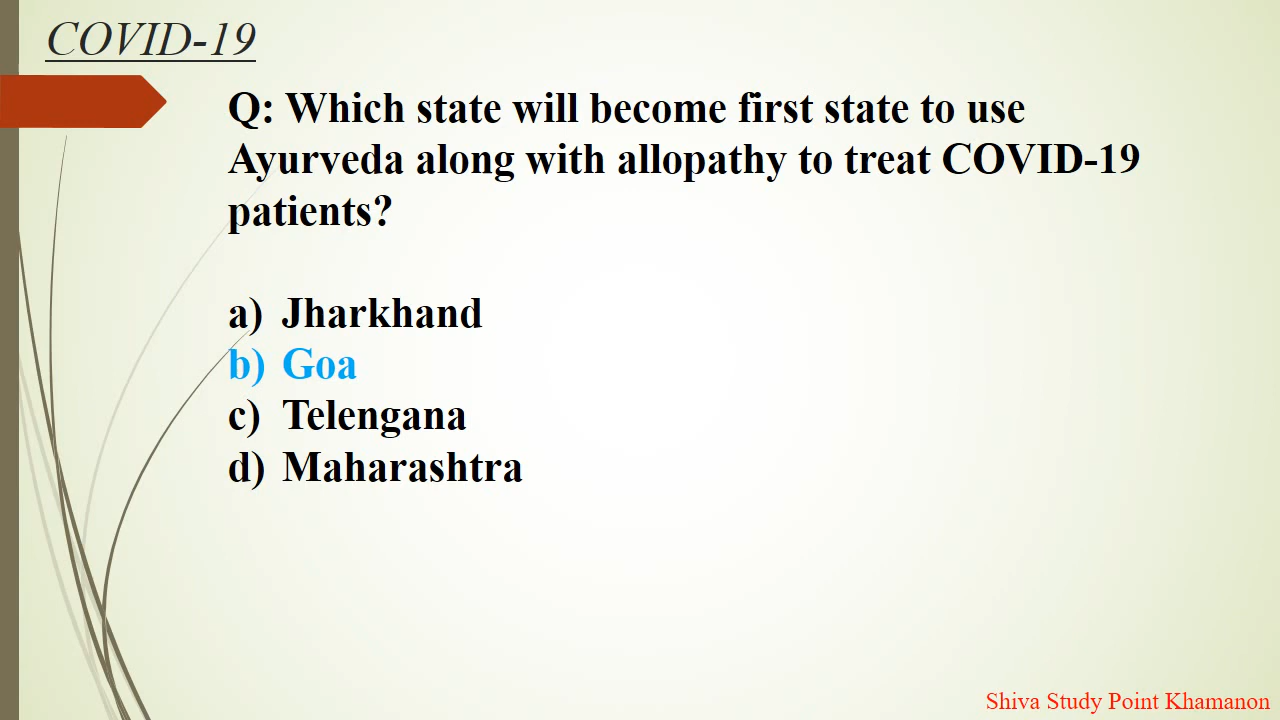 COVID-19
Q: Which state will become first state to use
Ayurveda along with allopathy to treat COVID-19
patients?
a) Jharkhand
b) Goa
c) Telengana
d) Maharashtra
Shiva Study Point Khamanon